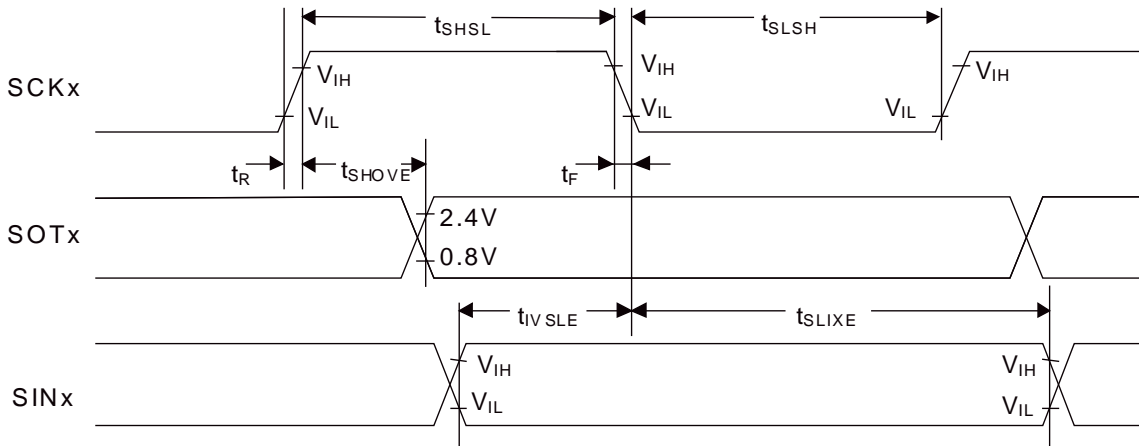 tSHSL
tSLSH
SCKx
VIH
VIH
VIH
VIL
VIL
VIL
tR
tSHOVE
tF
SOTx
2.4V
0.8V
tIVSLE
tSLIXE
SINx
VIH
VIH
VIL
VIL